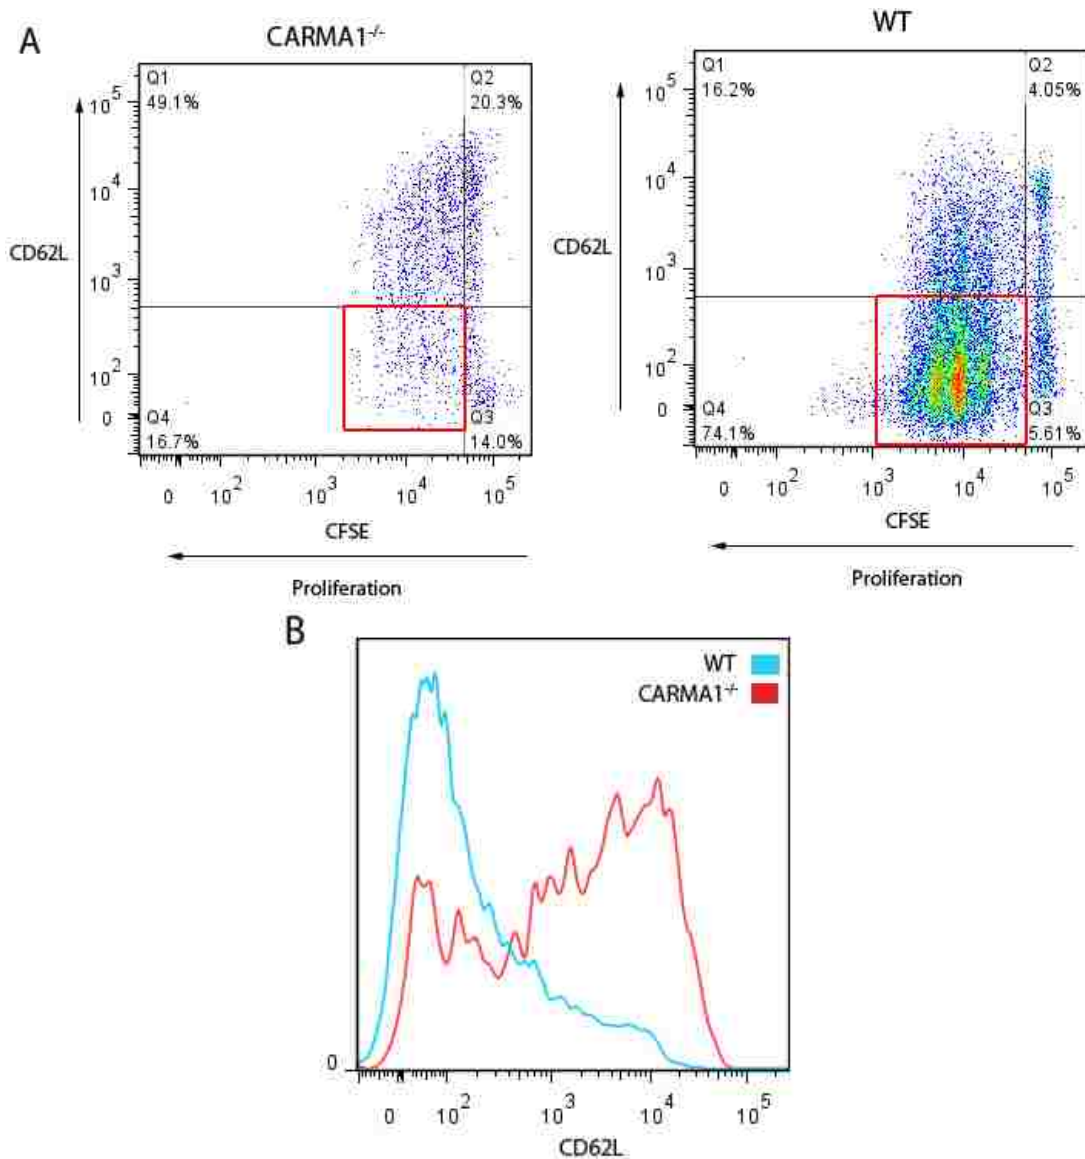 A
CARMA1-/-
WT
Q1
49.1%
Q2
20.3%
Q4
16.7%
Q3
14.0%
10^5
10^4
10^3
10^2
0
CD62L
0 10^2 10^3 10^4 10^5
CFSE
Proliferation
Q1
16.2%
Q2
4.05%
Q4
74.1%
Q3
5.61%
10^5
10^4
10^3
10^2
0
CD62L
0 10^2 10^3 10^4 10^5
CFSE
Proliferation
B
WT
CARMA1-/-
0
0 10^2 10^3 10^4 10^5
CD62L